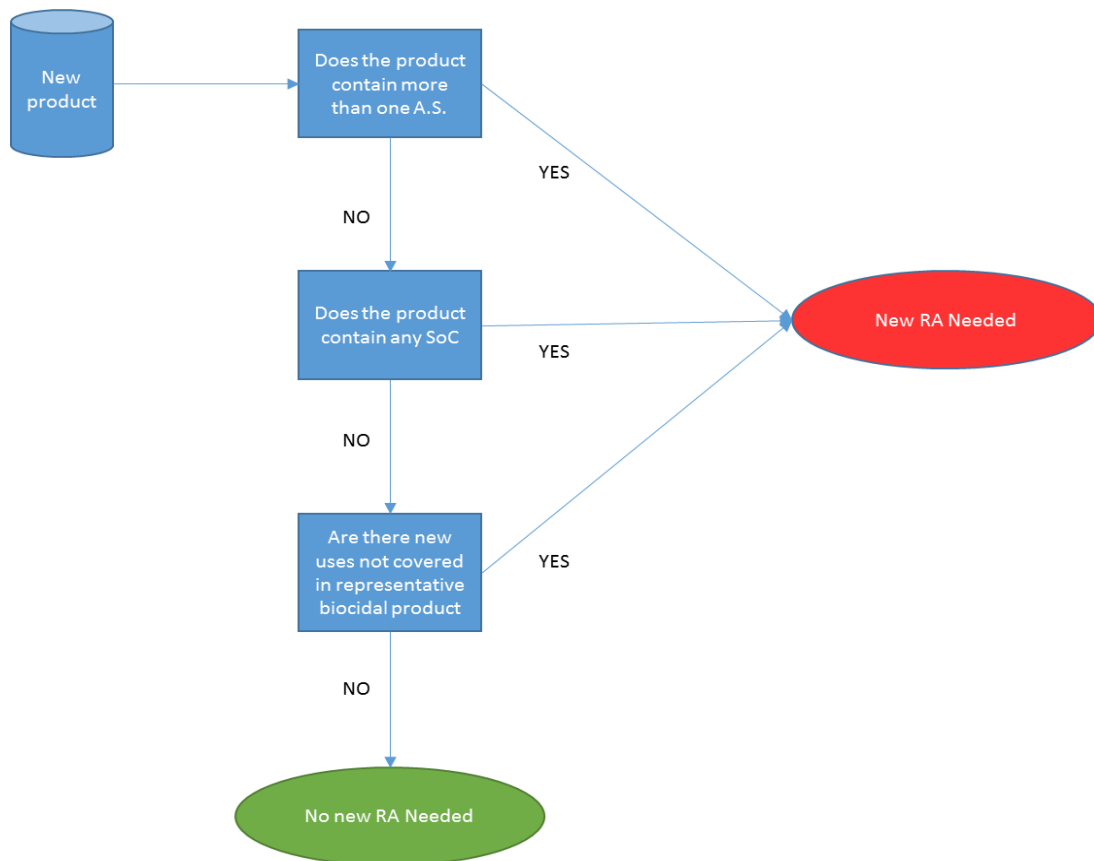 New
product
Does the product
contain more
than one A.S.
YES
NO
Does the product
contain any SoC
YES
New RA Needed
NO
Are there new
uses not covered
in representative
biocidal product
YES
NO
No new RA Needed